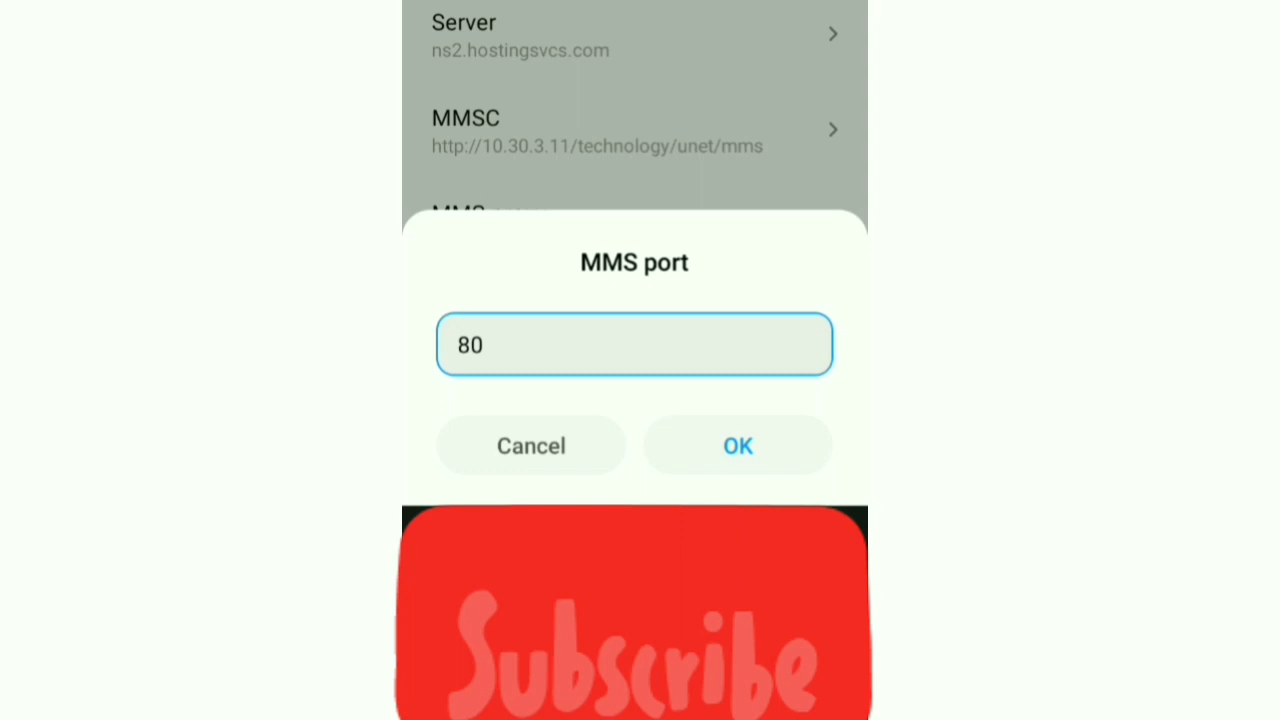 Server
ns2.hostingsvcs.com
MMSC
http://10.30.3.11/technology/unet/mms
MMS port
80
Cancel
OK
Subscribe